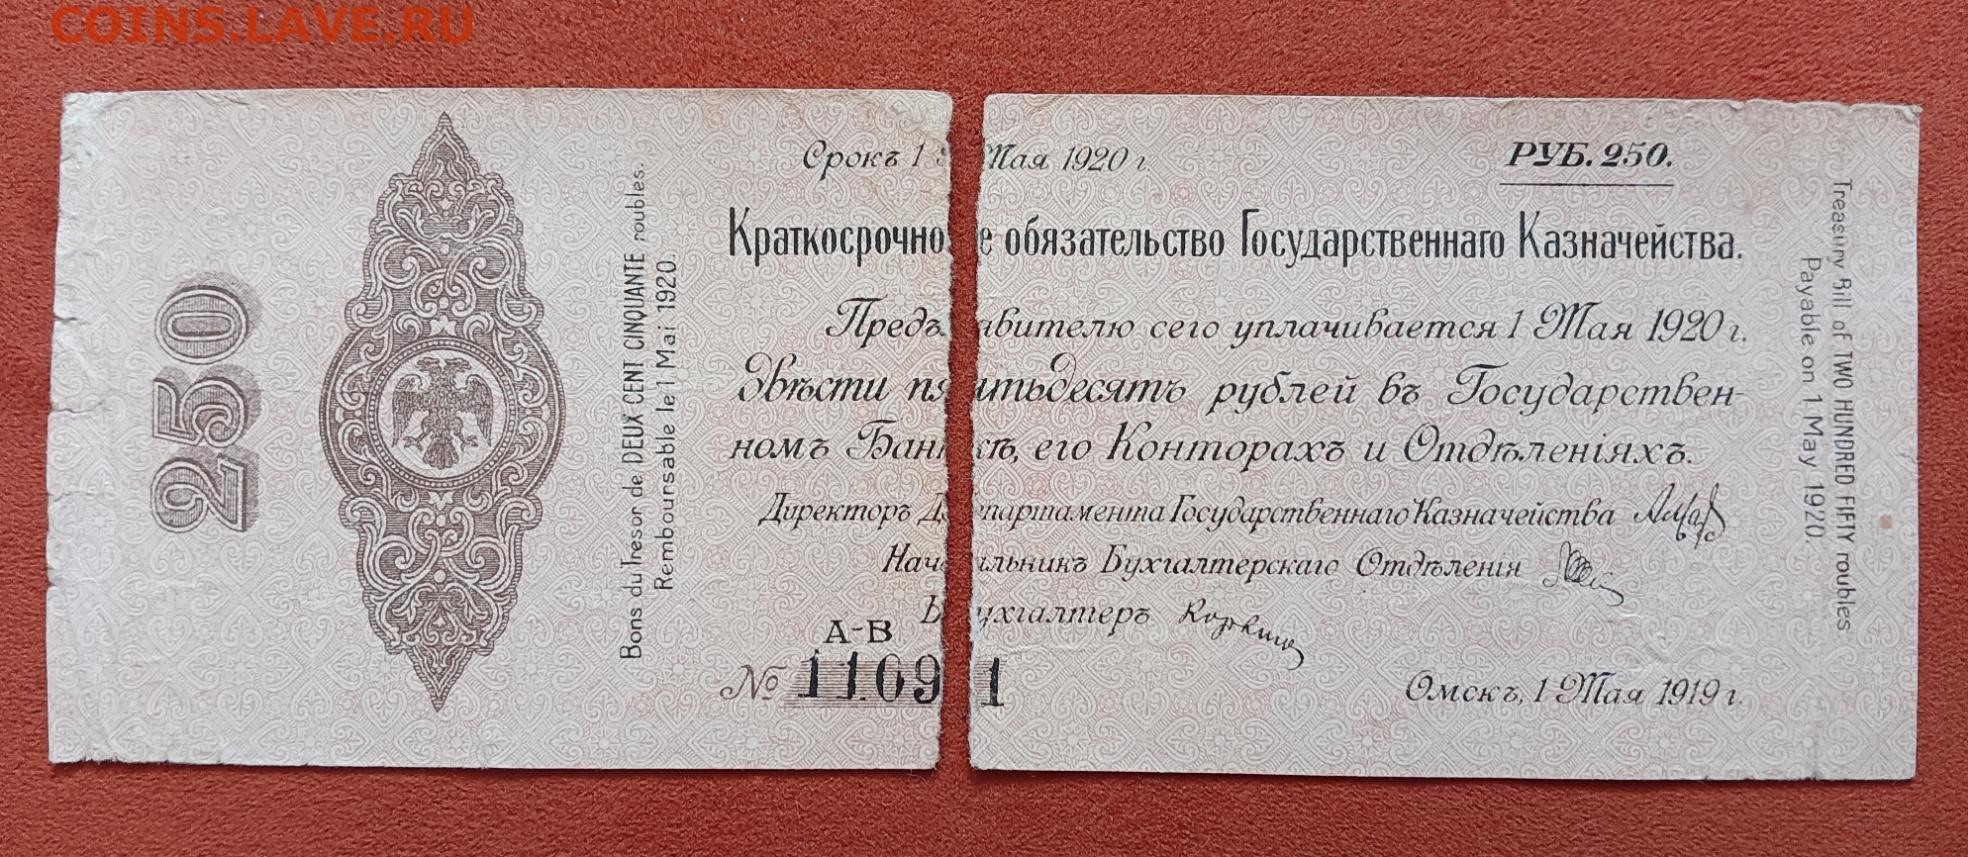 COINS.LAVE.RU
Срокъ 1 Мая 1920 г.
РУБ. 250.
Краткосрочное обязательство Государственнаго Казначейства.
Предъявителю сего уплачивается 1 Мая 1920 г.
Двѣсти пятьдесятъ рублей въ Государствен-
номъ Банкѣ, его Конторахъ и Отдѣленіяхъ.
Директоръ Департамента Государственнаго Казначейства
Начальникъ Бухгалтерскаго Отдѣленія
Бухгалтеръ
А-В
№ 11091
Омскъ, 1 Мая 1919 г.
250
Bons du Tresor de DEUX CENT CINQUANTE roubles.
Remboursable le 1 Mai 1920.
Treasury Bill of TWO HUNDRED FIFTY roubles
Payable on 1 May 1920.